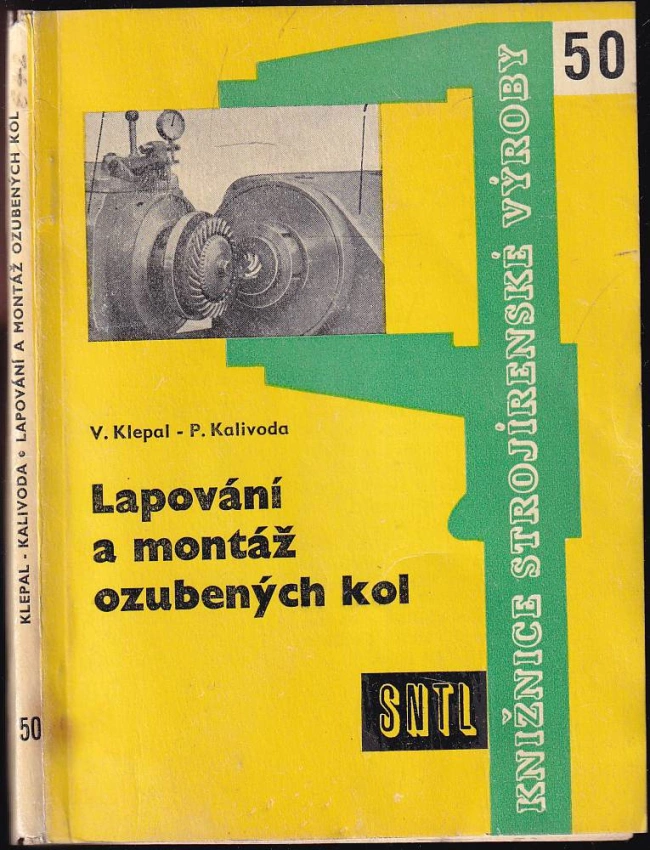 KLEPAL - KALIVODA • LAPOVÁNÍ A MONTÁŽ OZUBENÝCH KOL
50
50
KNIŽNICE STROJÍRENSKÉ VÝROBY
V. Klepal - P. Kalivoda
Lapování
a montáž
ozubených kol
SNTL